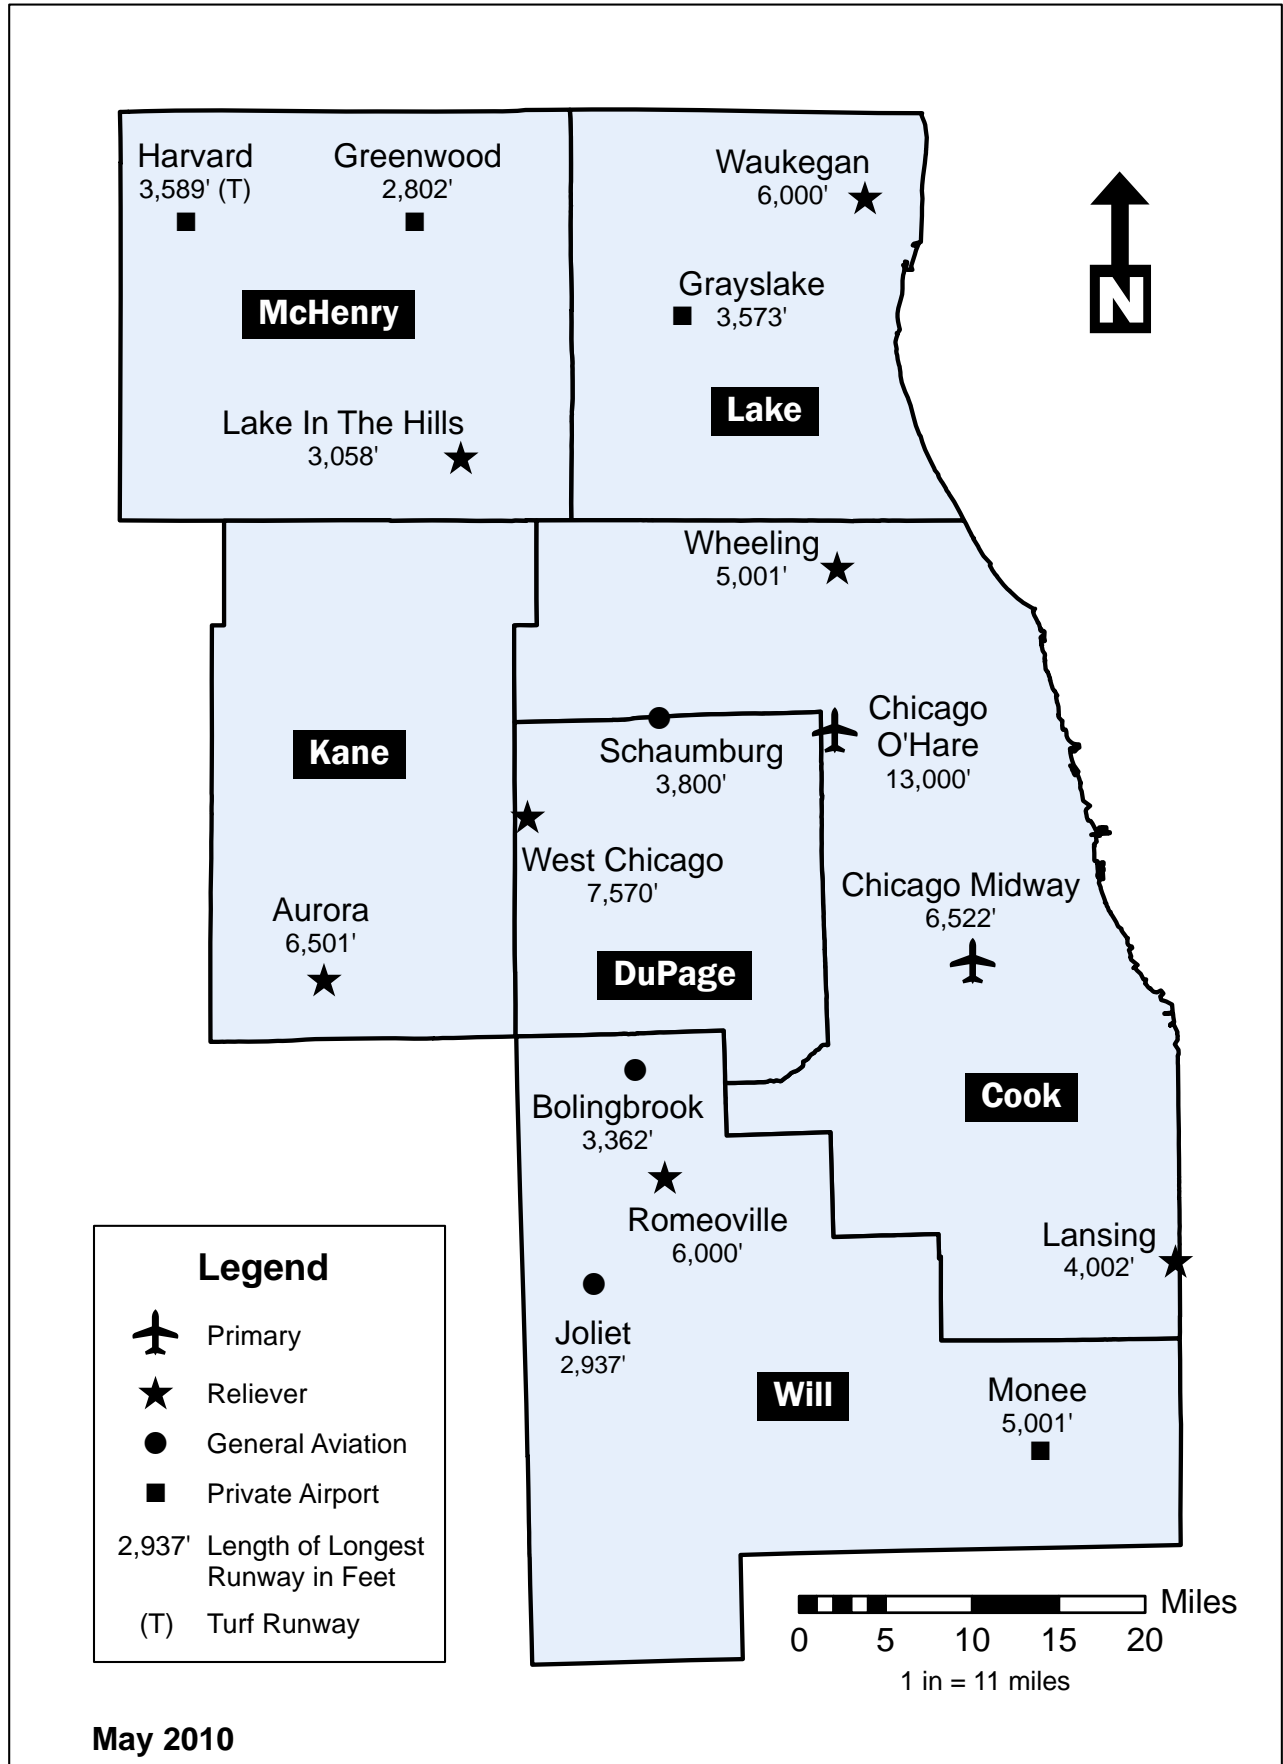 Harvard
3,589' (T)
Greenwood
2,802'
Waukegan
6,000'
N
McHenry
Grayslake
3,573'
Lake
Lake In The Hills
3,058'
Wheeling
5,001'
Kane
Schaumburg
3,800'
Chicago
O'Hare
13,000'
West Chicago
7,570'
Chicago Midway
6,522'
Aurora
6,501'
DuPage
Cook
Bolingbrook
3,362'
Romeoville
6,000'
Lansing
4,002'
Joliet
2,937'
Will
Monee
5,001'
Legend
Primary
Reliever
General Aviation
Private Airport
2,937' Length of Longest
Runway in Feet
(T) Turf Runway
Miles
0 5 10 15 20
1 in = 11 miles
May 2010